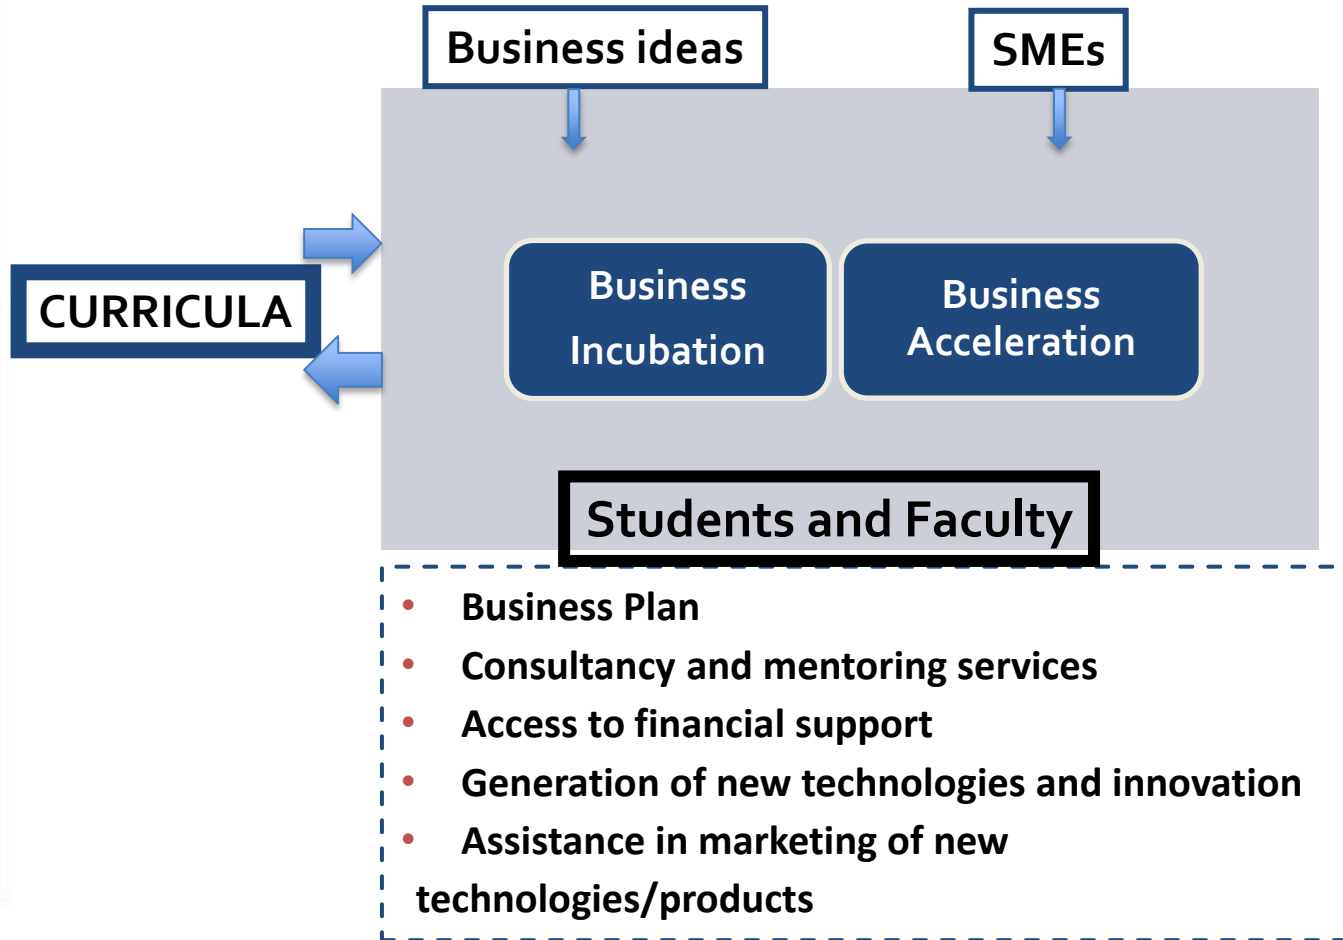 Business ideas
SMEs
CURRICULA
Business
Incubation
Business
Acceleration
Students and Faculty
• Business Plan
• Consultancy and mentoring services
• Access to financial support
• Generation of new technologies and innovation
• Assistance in marketing of new
technologies/products